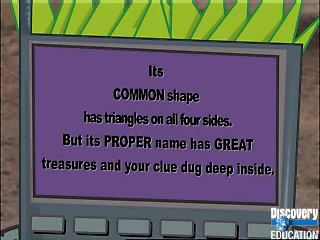 Its
COMMON shape
has triangles on all four sides.
But its PROPER name has GREAT
treasures and your clue dug deep inside.
Discovery
EDUCATION